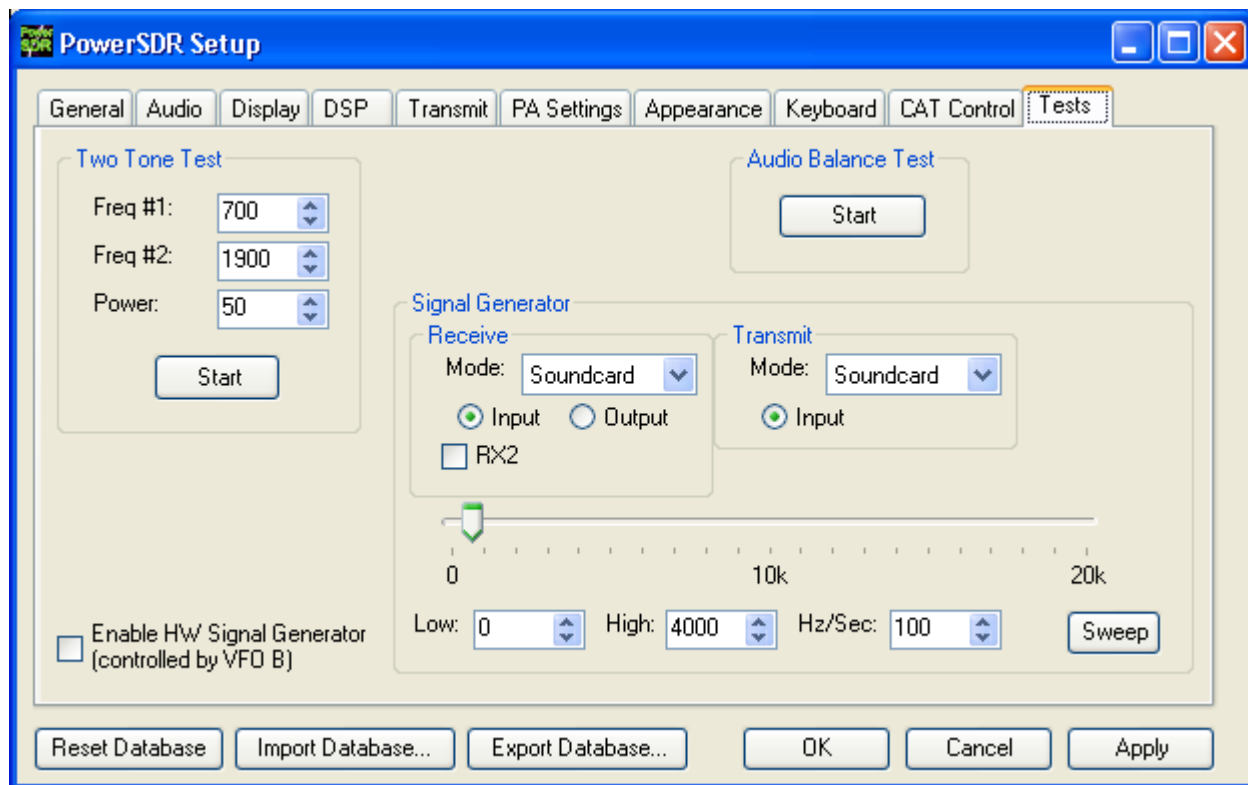 Power SDR
PowerSDR Setup
General Audio Display DSP Transmit PA Settings Appearance Keyboard CAT Control Tests
Two Tone Test
Freq #1: 700
Freq #2: 1900
Power: 50
Start
Audio Balance Test
Start
Signal Generator
Receive
Mode: Soundcard
Input Output
RX2
Transmit
Mode: Soundcard
Input
0 10k 20k
Low: 0 High: 4000 Hz/Sec: 100 Sweep
Enable HW Signal Generator
(controlled by VFO B)
Reset Database Import Database... Export Database... OK Cancel Apply